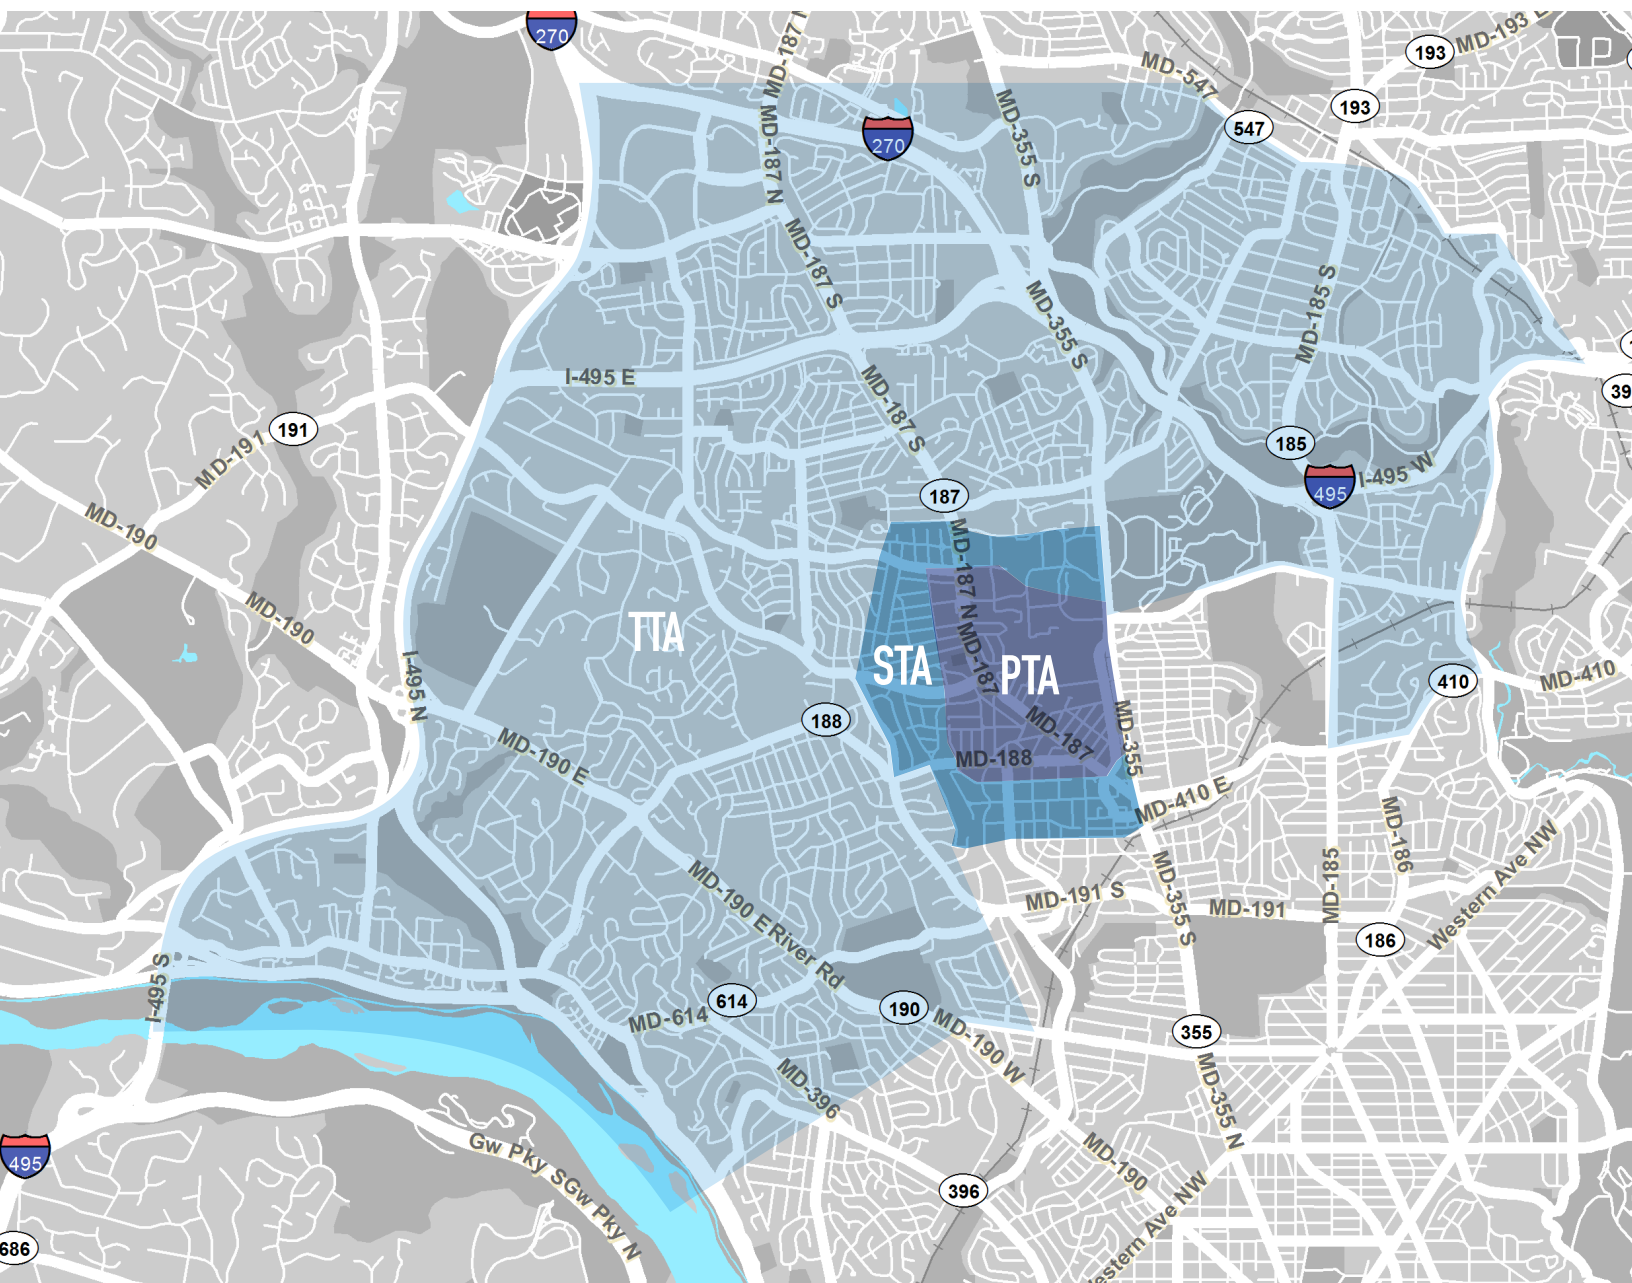 270
MD-187 N
193
MD-193 E
MD-547
193
547
MD-187 N
270
MD-355 S
MD-187 S
MD-355 S
MD-185 S
I-495 E
MD-187 S
191
MD-191
39
185
I-495 W
495
187
MD-190
MD-187 N
MD-190
TTA
STA
PTA
MD-187
I-495 N
MD-410
410
188
MD-187
MD-355
MD-190 E
MD-188
MD-410 E
MD-186
MD-185
Western Ave NW
MD-190 E
River Rd
MD-191 S
MD-355 S
MD-191
186
I-495 S
614
190
MD-614
MD-190 W
355
MD-396
MD-355 N
495
Gw Pky S
Gw Pky N
MD-190
396
estern Ave NW
686